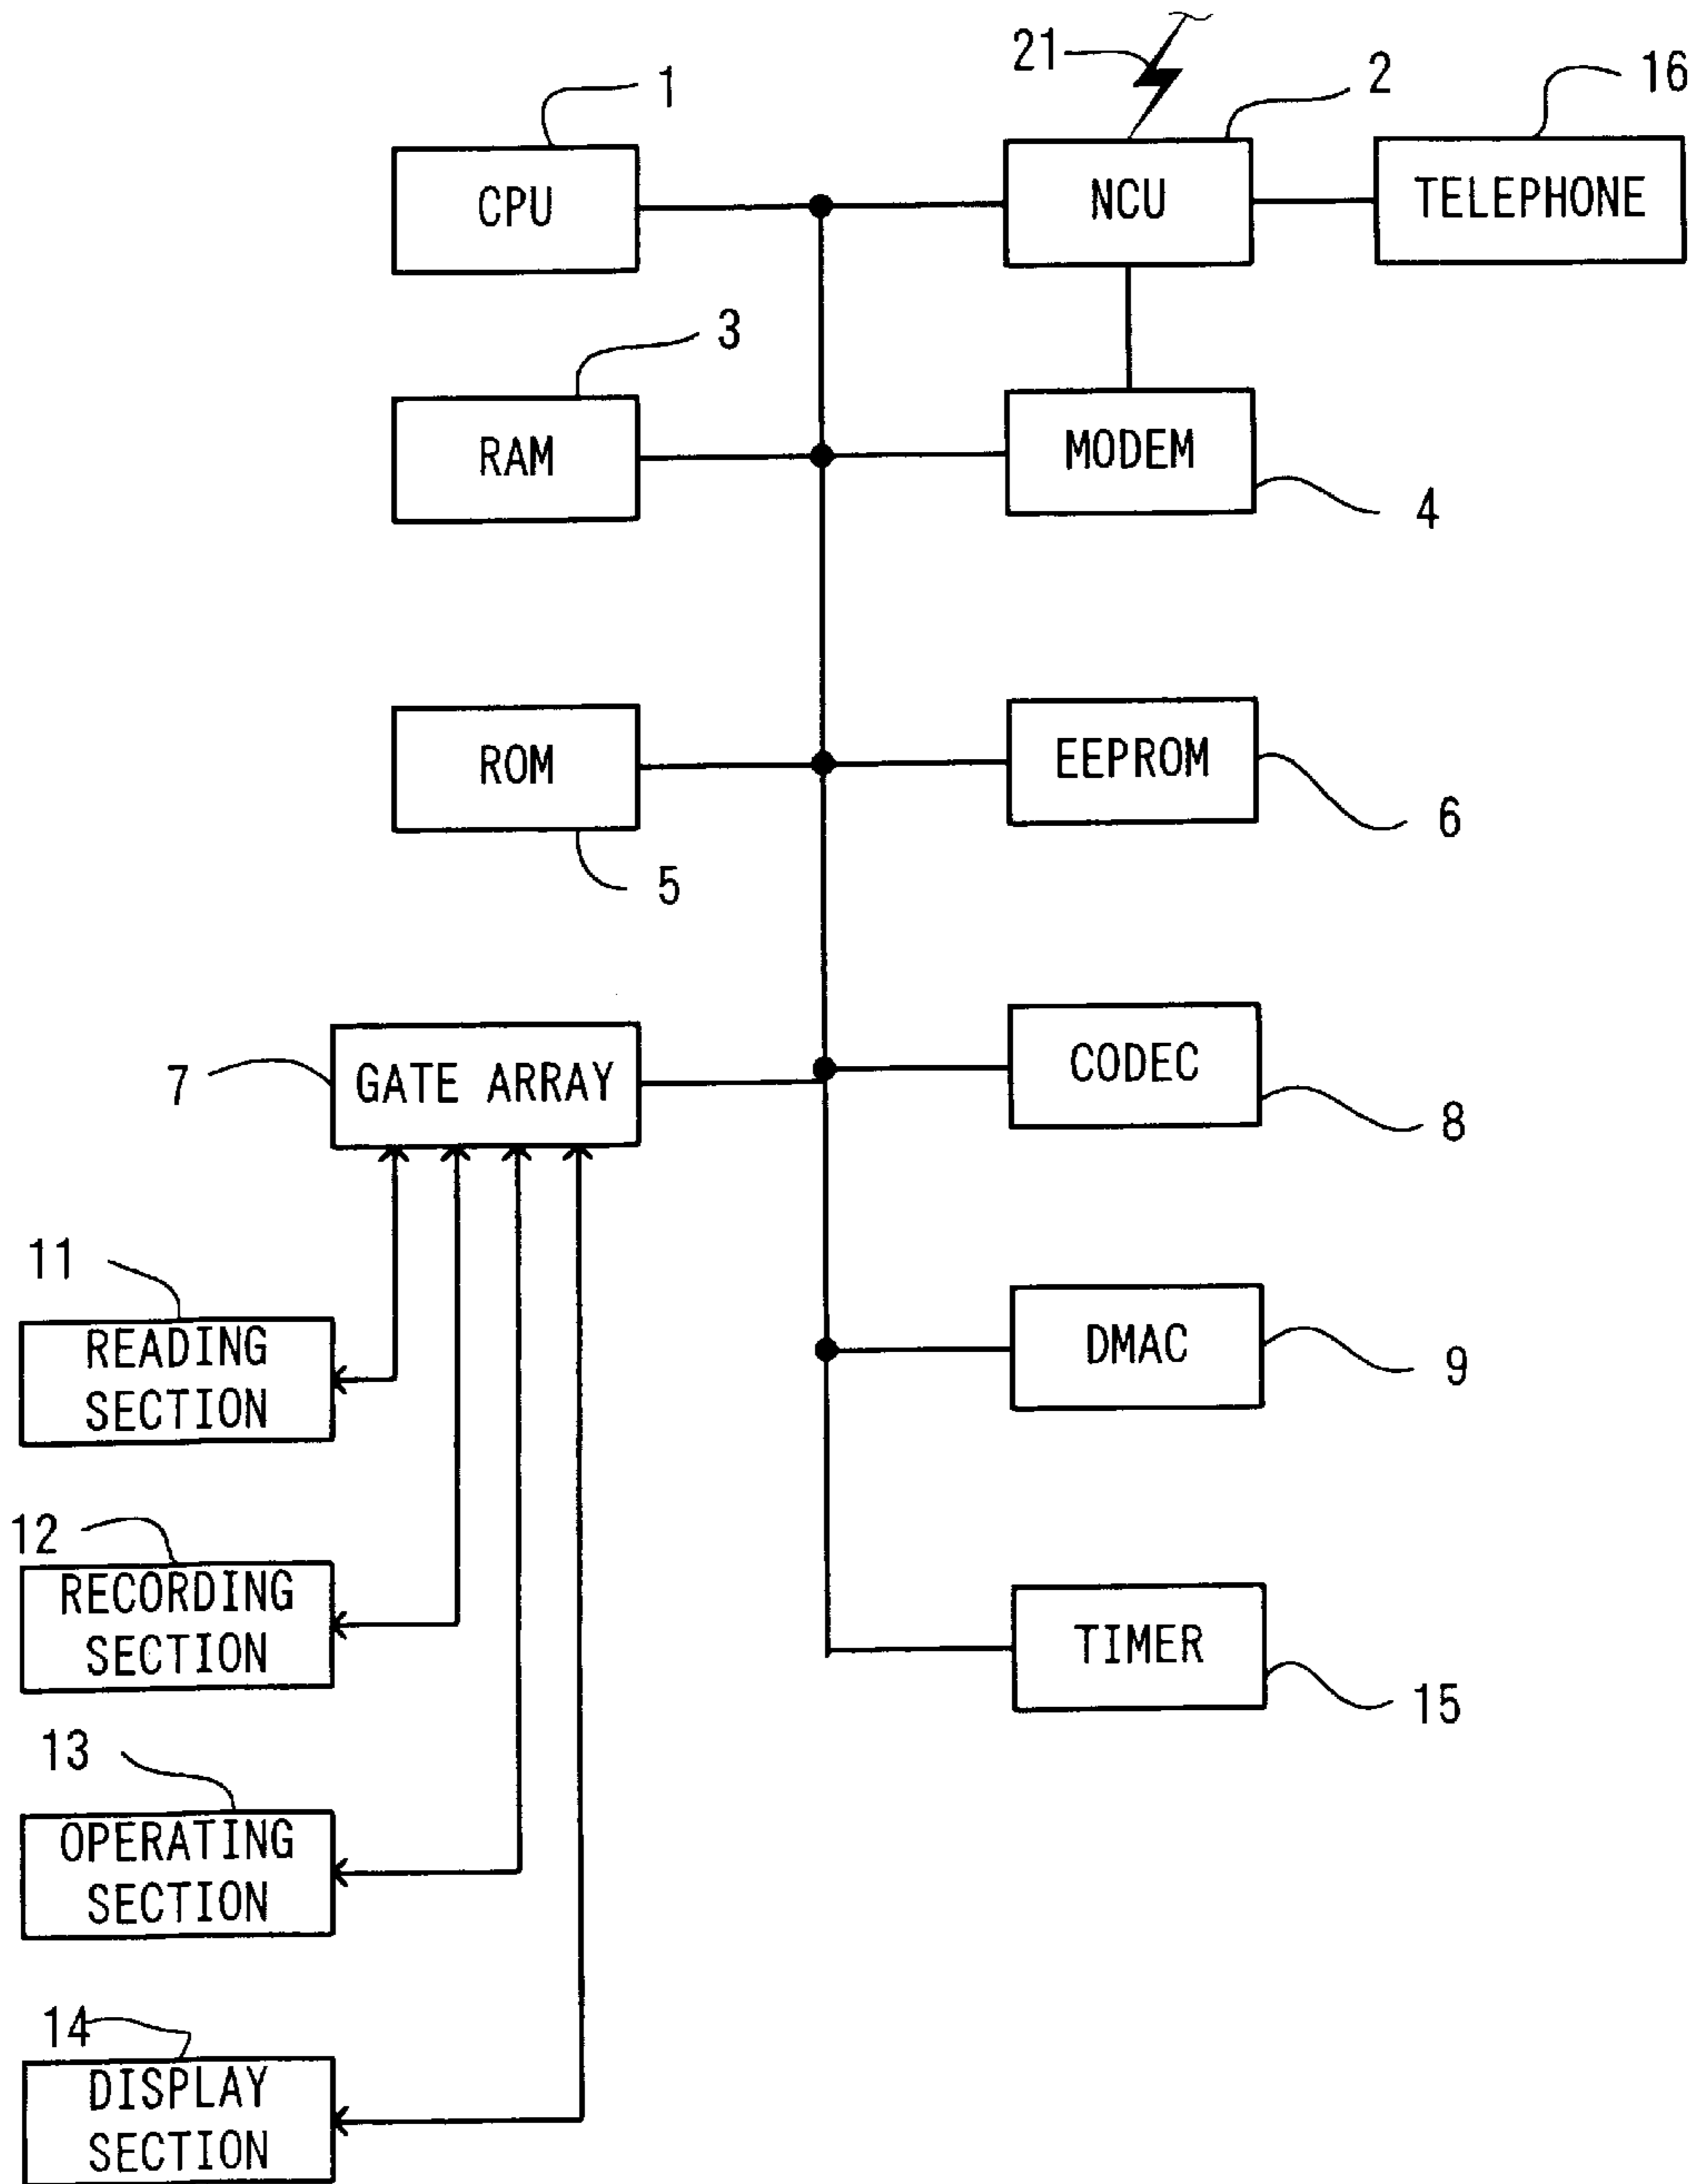 21
1
2
16
CPU
NCU
TELEPHONE
3
RAM
MODEM
4
ROM
EEPROM
6
5
7
GATE ARRAY
CODEC
8
11
READING
SECTION
DMAC
9
12
RECORDING
SECTION
TIMER
15
13
OPERATING
SECTION
14
DISPLAY
SECTION